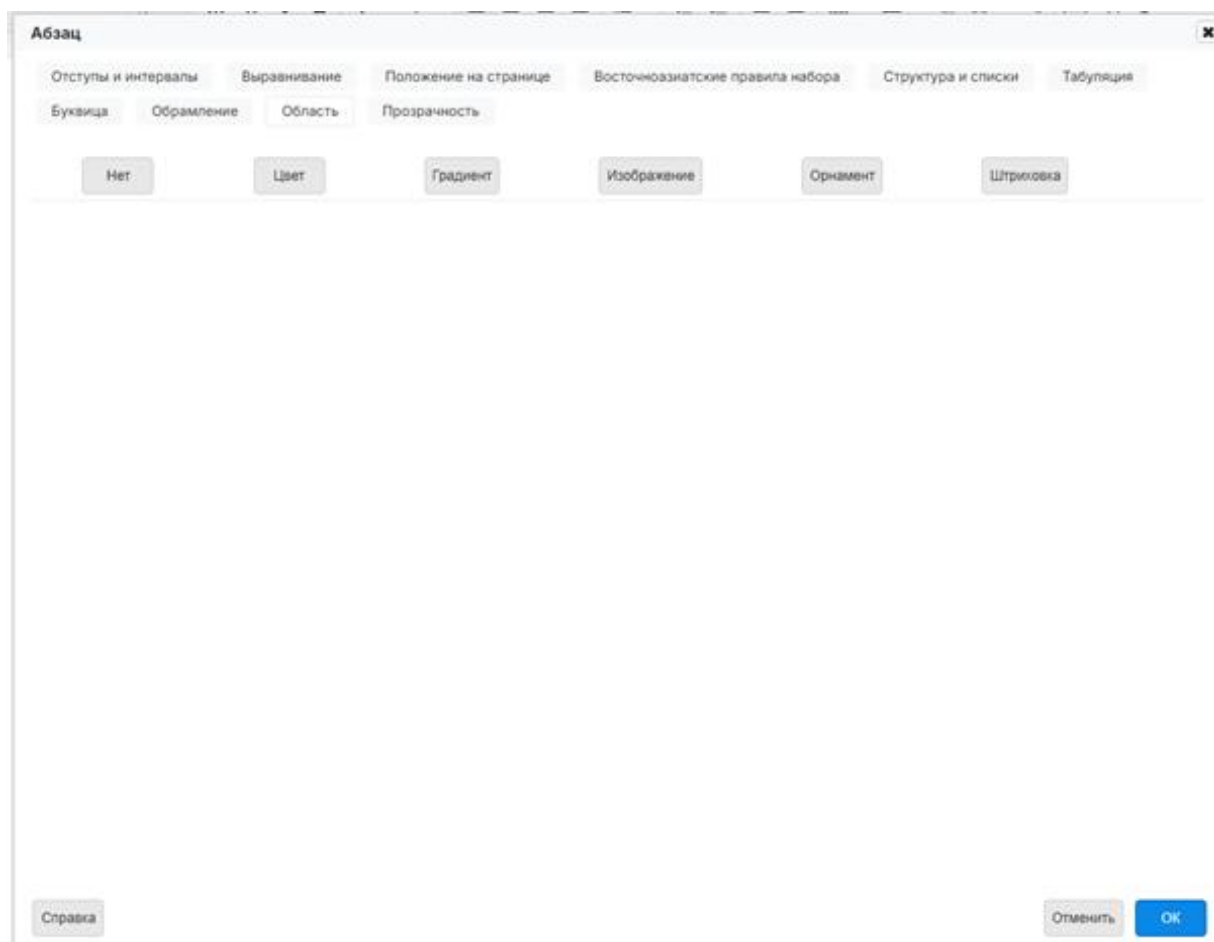 Абзац
Отступы и интервалы Выравнивание Положение на странице Восточноазиатские правила набора Структура и списки Табуляция
Буквица Обрамление Область Прозрачность
Нет Цвет Градиент Изображение Орнамент Штриховка
Справка Отменить ОК